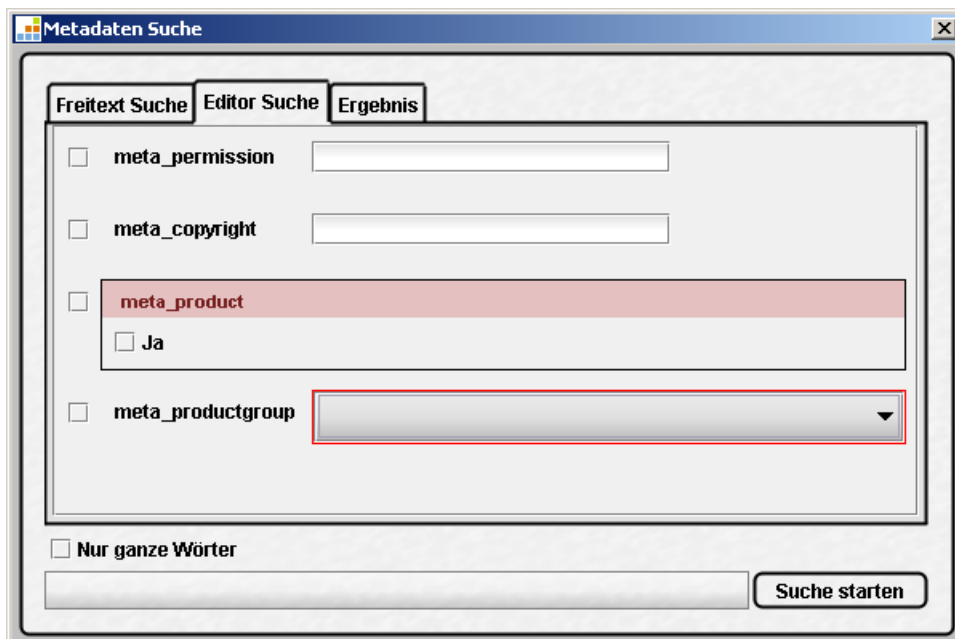 Metadaten Suche
Freitext Suche Editor Suche Ergebnis
meta_permission
meta_copyright
meta_product
Ja
meta_productgroup
Nur ganze Wörter
Suche starten